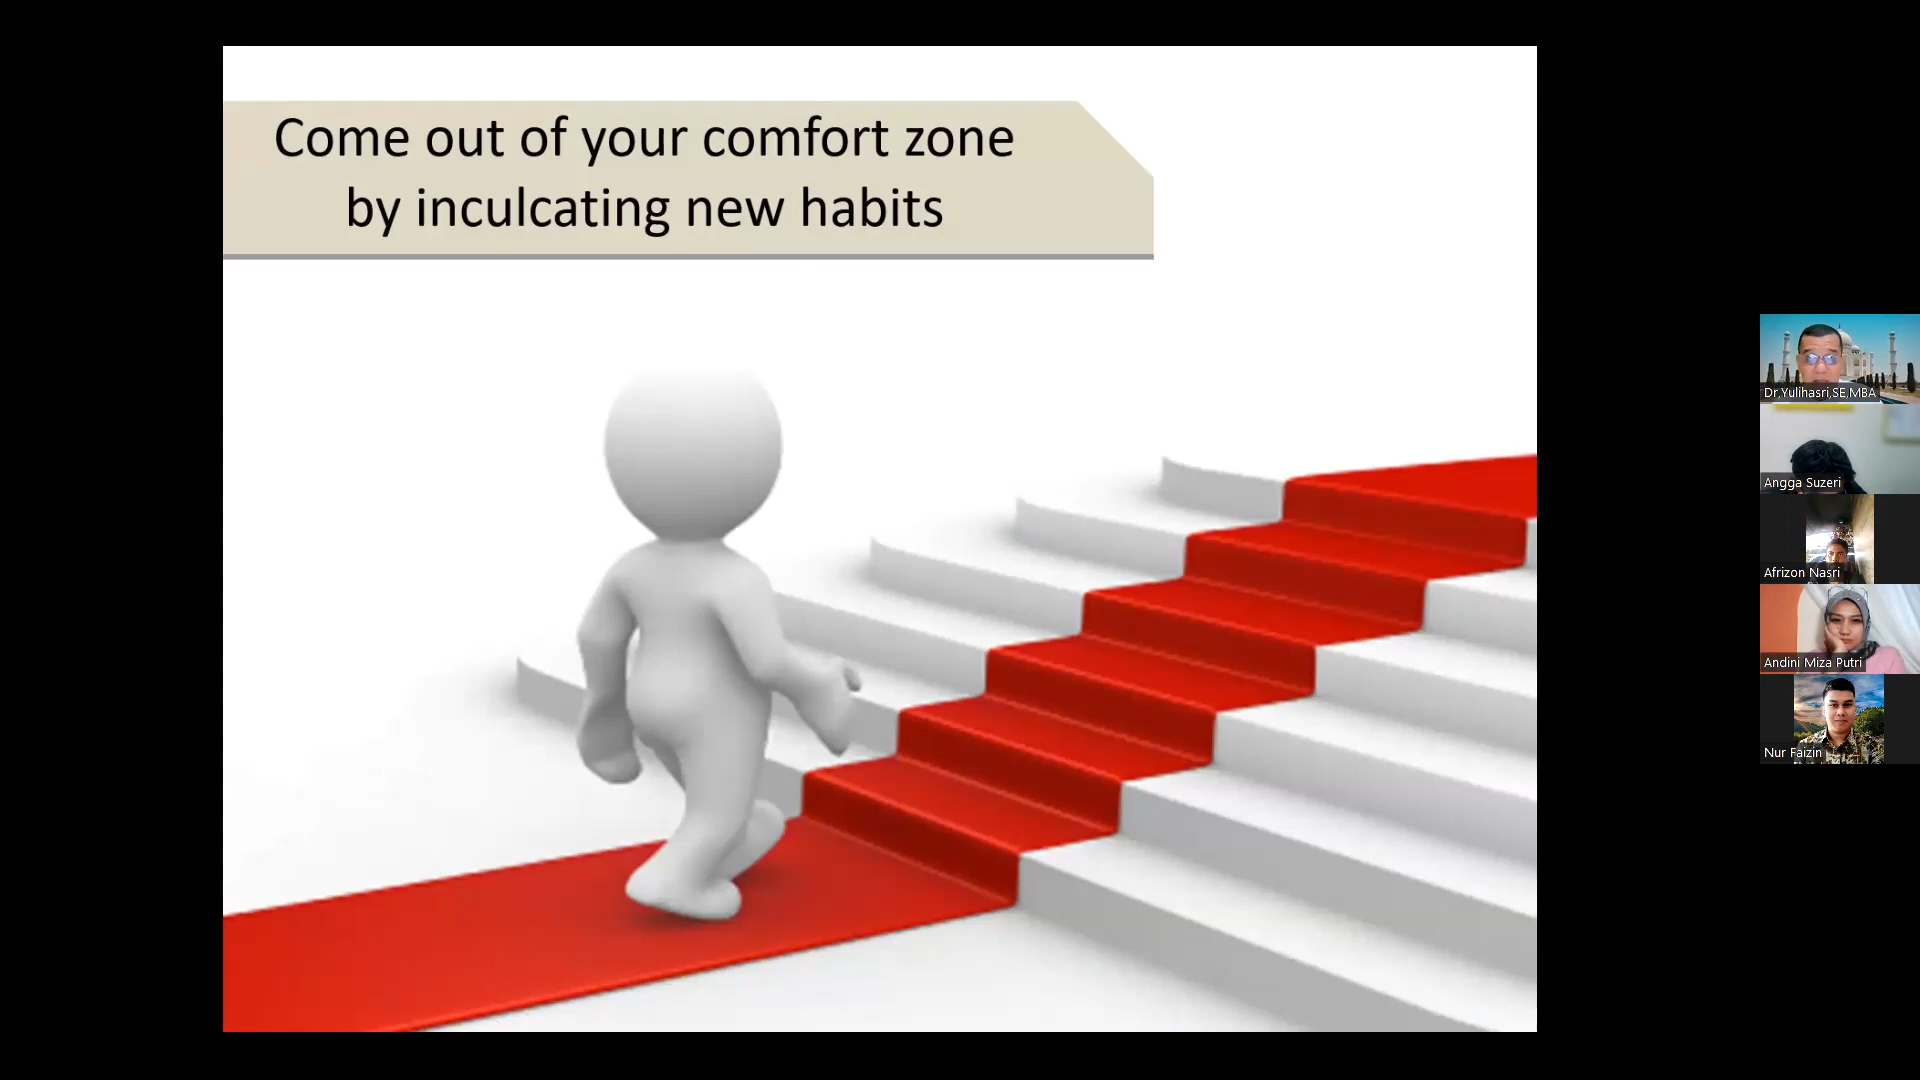 Come out of your comfort zone
by inculcating new habits
Dr,Yulihasri,SE,MBA
Angga Suzeri
Afrizon Nasri
Andini Miza Putri
Nur Faizin